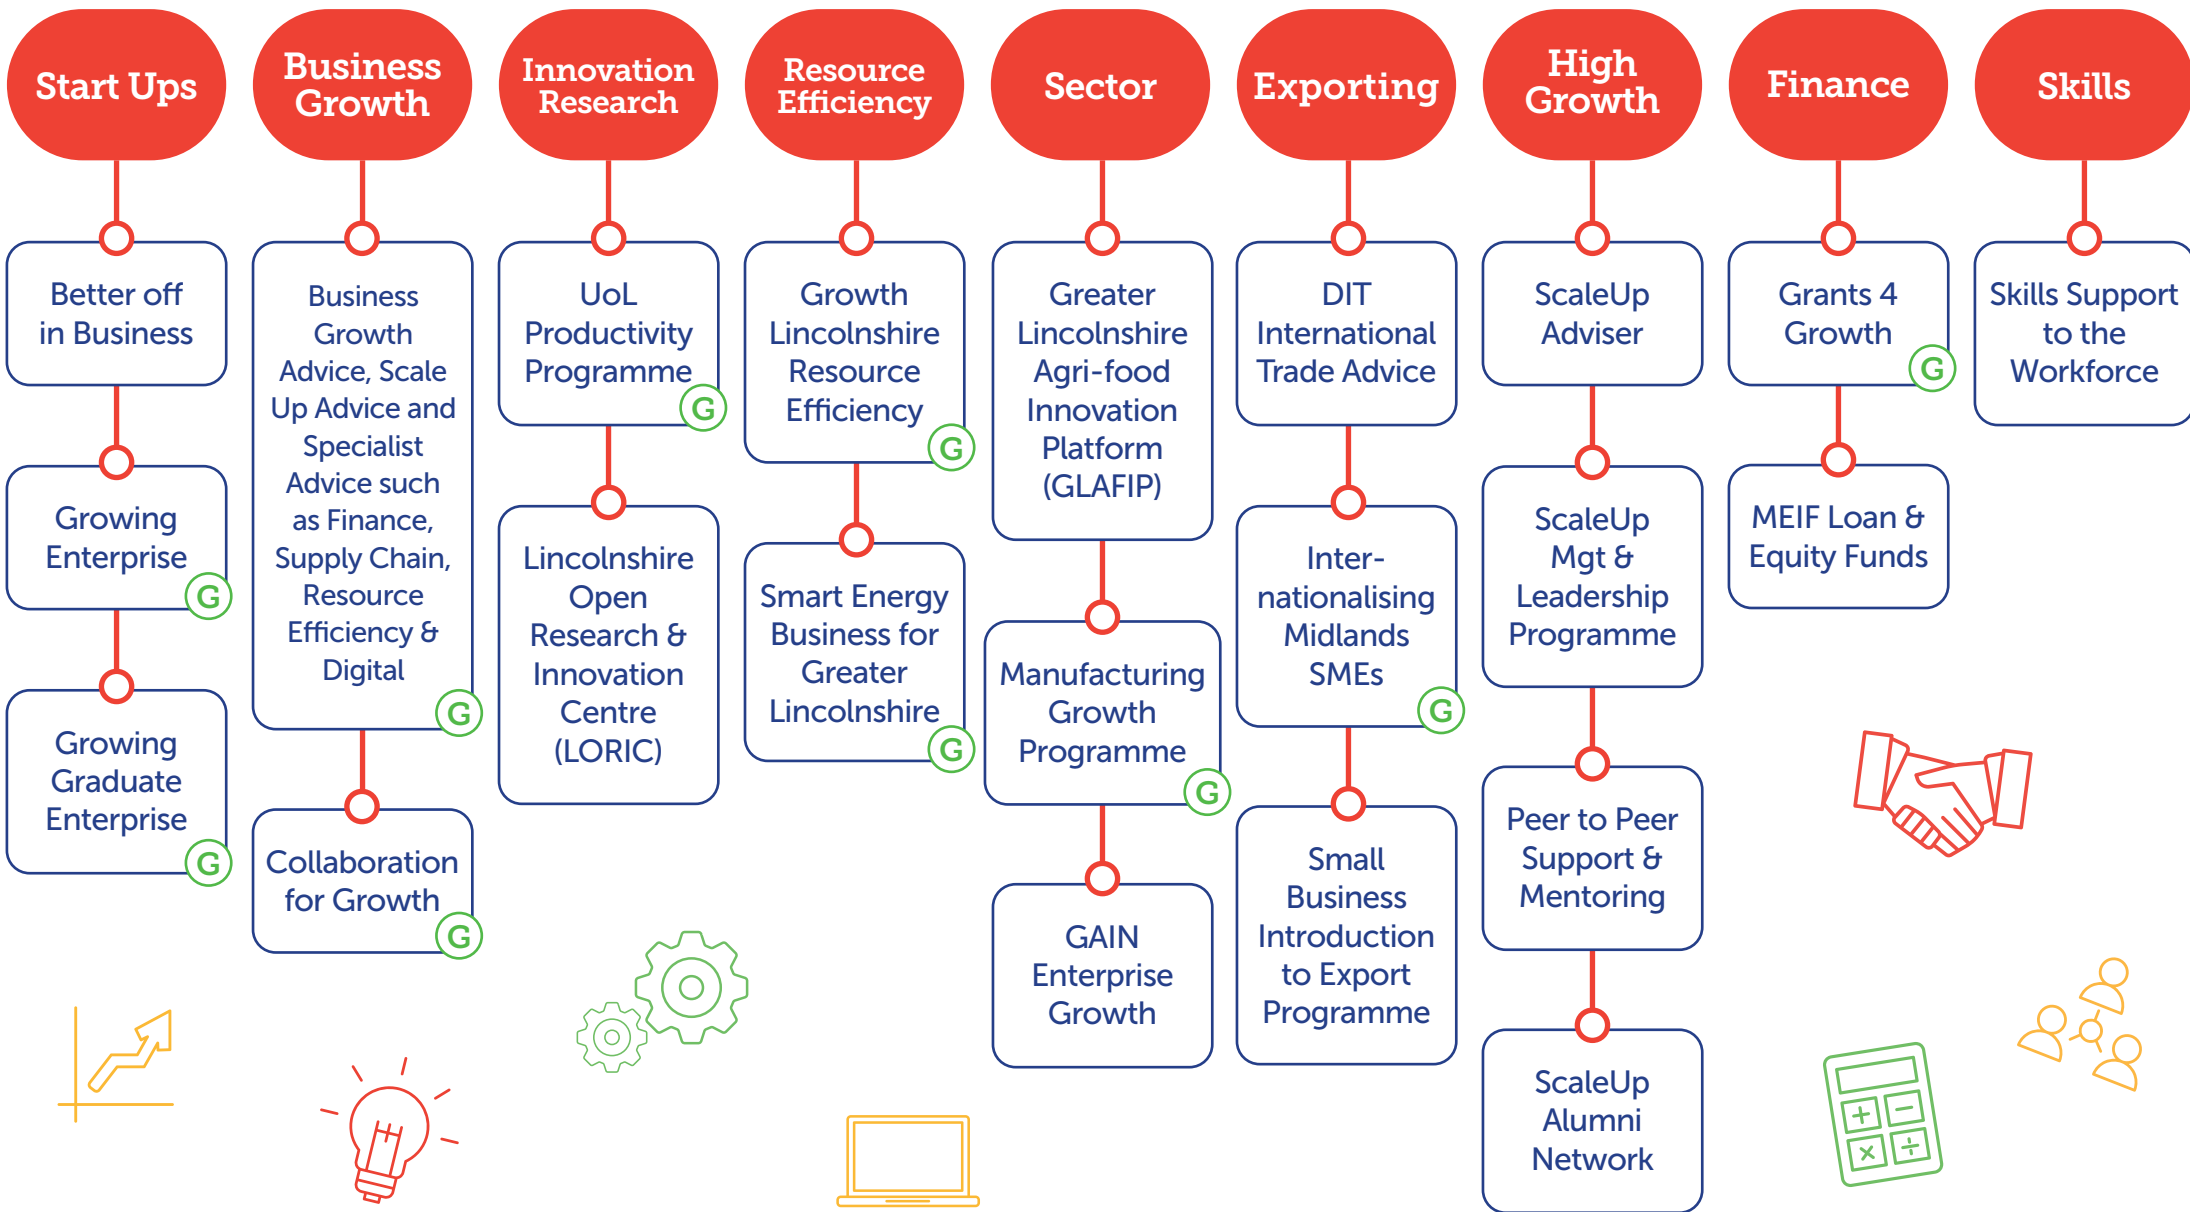 Start Ups
Better off
in Business
Growing
Enterprise
G
Growing
Graduate
Enterprise
G
Business
Growth
Business
Growth
Advice, Scale
Up Advice and
Specialist
Advice such
as Finance,
Supply Chain,
Resource
Efficiency &
Digital
G
Collaboration
for Growth
G
Innovation
Research
UoL
Productivity
Programme
G
Lincolnshire
Open
Research &
Innovation
Centre
(LORIC)
Resource
Efficiency
Growth
Lincolnshire
Resource
Efficiency
G
Smart Energy
Business for
Greater
Lincolnshire
G
Sector
Greater
Lincolnshire
Agri-food
Innovation
Platform
(GLAFIP)
Manufacturing
Growth
Programme
G
GAIN
Enterprise
Growth
Exporting
DIT
International
Trade Advice
Inter-
nationalising
Midlands
SMEs
G
Small
Business
Introduction
to Export
Programme
High
Growth
ScaleUp
Adviser
ScaleUp
Mgt &
Leadership
Programme
Peer to Peer
Support &
Mentoring
ScaleUp
Alumni
Network
Finance
Grants 4
Growth
G
MEIF Loan &
Equity Funds
Skills
Skills Support
to the
Workforce
+ −
× ÷